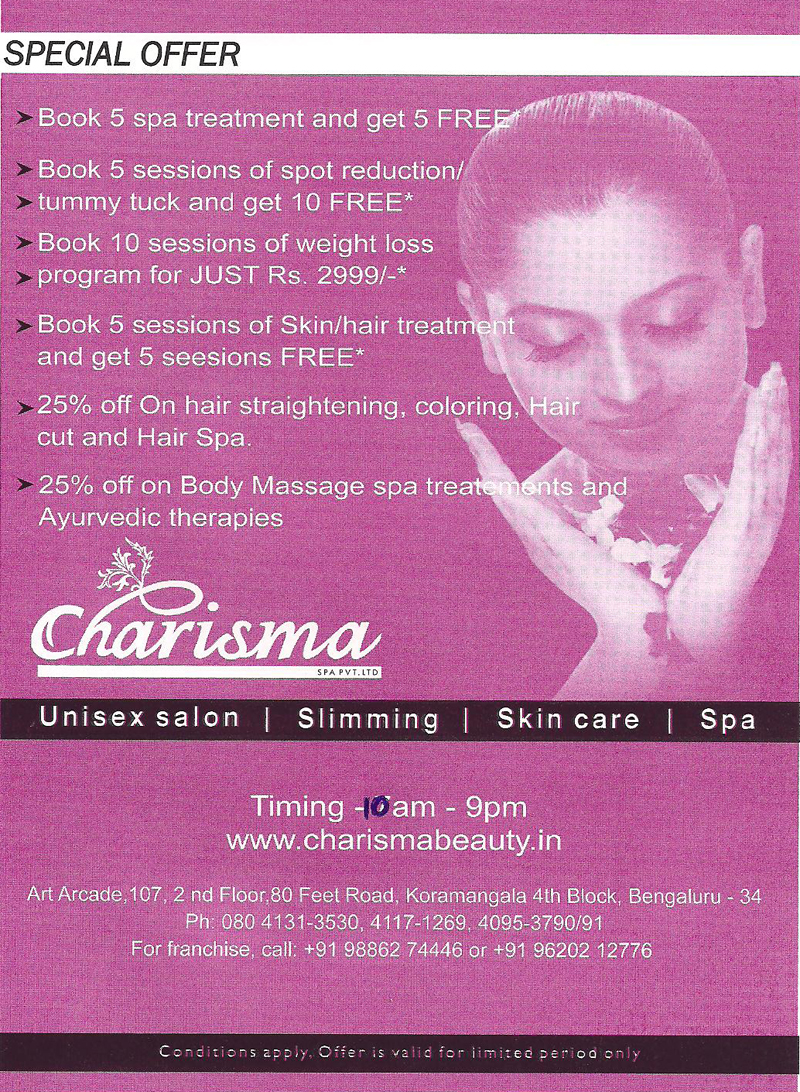 SPECIAL OFFER
➤ Book 5 spa treatment and get 5 FREE*
➤ Book 5 sessions of spot reduction/
➤ tummy tuck and get 10 FREE*
➤ Book 10 sessions of weight loss
➤ program for JUST Rs. 2999/-*
➤ Book 5 sessions of Skin/hair treatment
and get 5 seesions FREE*
➤ 25% off On hair straightening, coloring, Hair
cut and Hair Spa.
➤ 25% off on Body Massage spa treatements and
Ayurvedic therapies
Charisma
SPA PVT. LTD
Unisex salon | Slimming | Skin care | Spa
Timing -10am - 9pm
www.charismabeauty.in
Art Arcade,107, 2 nd Floor,80 Feet Road, Koramangala 4th Block, Bengaluru - 34
Ph: 080 4131-3530, 4117-1269, 4095-3790/91
For franchise, call: +91 98862 74446 or +91 96202 12776
Conditions apply, Offer is valid for limited period only